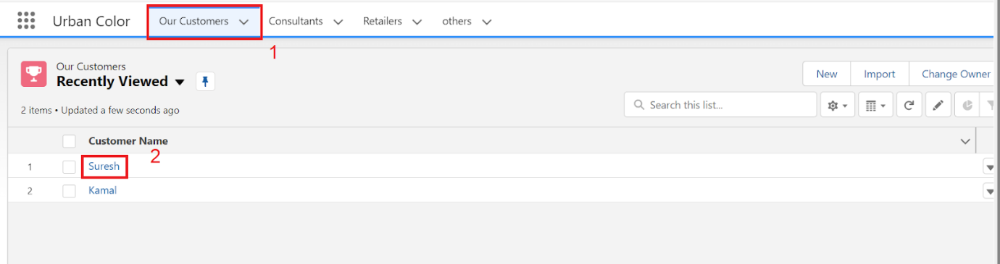 Urban Color Our Customers Consultants Retailers others
1
Our Customers
Recently Viewed
New Import Change Owner
2 items • Updated a few seconds ago
Search this list...
Customer Name
2
1 Suresh
2 Kamal